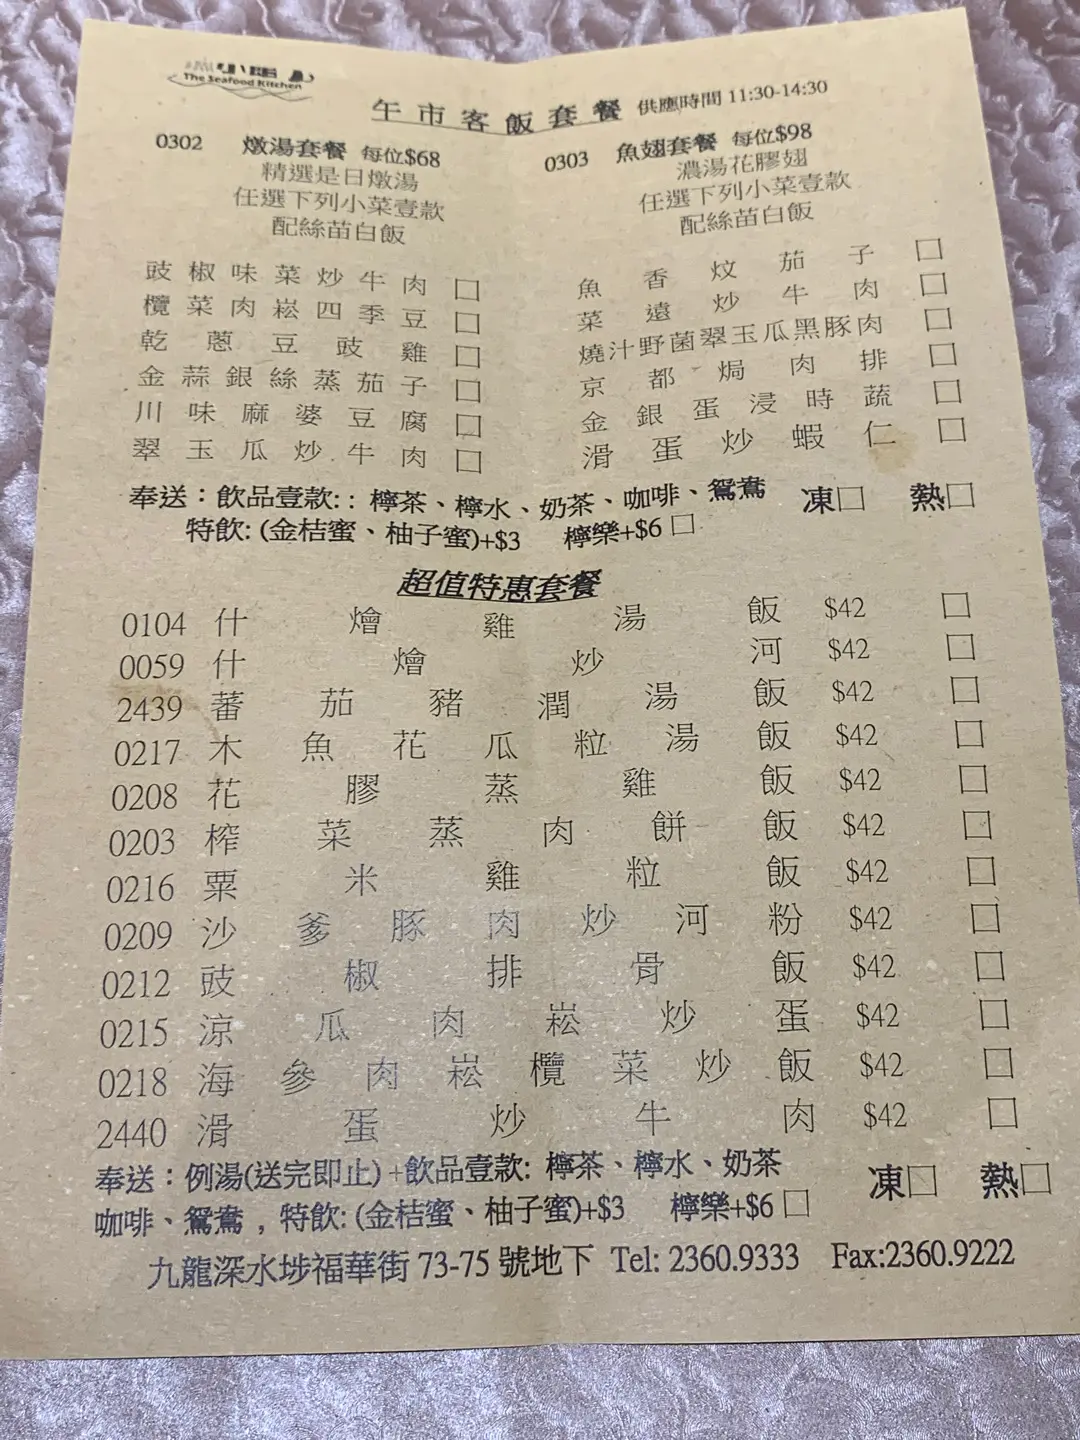 The Seafood Kitchen
午市客飯套餐 供應時間 11:30-14:30
0302 燉湯套餐 每位$68
精選是日燉湯
任選下列小菜壹款
配絲苗白飯
0303 魚翅套餐 每位$98
濃湯花膠翅
任選下列小菜壹款
配絲苗白飯
豉椒味菜炒牛肉 □
欖菜肉崧四季豆 □
乾蔥豆豉雞 □
金蒜銀絲蒸茄子 □
川味麻婆豆腐 □
翠玉瓜炒牛肉 □
魚香炆茄子 □
菜遠炒牛肉 □
燒汁野菌翠玉瓜黑豚肉 □
京都焗肉排 □
金銀蛋浸時蔬 □
滑蛋炒蝦仁 □
奉送：飲品壹款: : 檸茶、檸水、奶茶、咖啡、鴛鴦 凍□ 熱□
特飲: (金桔蜜、柚子蜜)+$3 檸樂+$6 □
超值特惠套餐
0104 什燴雞湯飯 $42 □
0059 什燴炒河 $42 □
2439 蕃茄豬潤湯飯 $42 □
0217 木魚花瓜粒湯飯 $42 □
0208 花膠蒸雞飯 $42 □
0203 榨菜蒸肉餅飯 $42 □
0216 粟米雞粒飯 $42 □
0209 沙爹豚肉炒河粉 $42 □
0212 豉椒排骨飯 $42 □
0215 涼瓜肉崧炒蛋 $42 □
0218 海參肉崧欖菜炒飯 $42 □
2440 滑蛋炒牛肉 $42 □
奉送：例湯(送完即止) +飲品壹款: 檸茶、檸水、奶茶 凍□ 熱□
咖啡、鴛鴦 , 特飲: (金桔蜜、柚子蜜)+$3 檸樂+$6 □
九龍深水埗福華街 73-75 號地下 Tel: 2360.9333 Fax:2360.9222